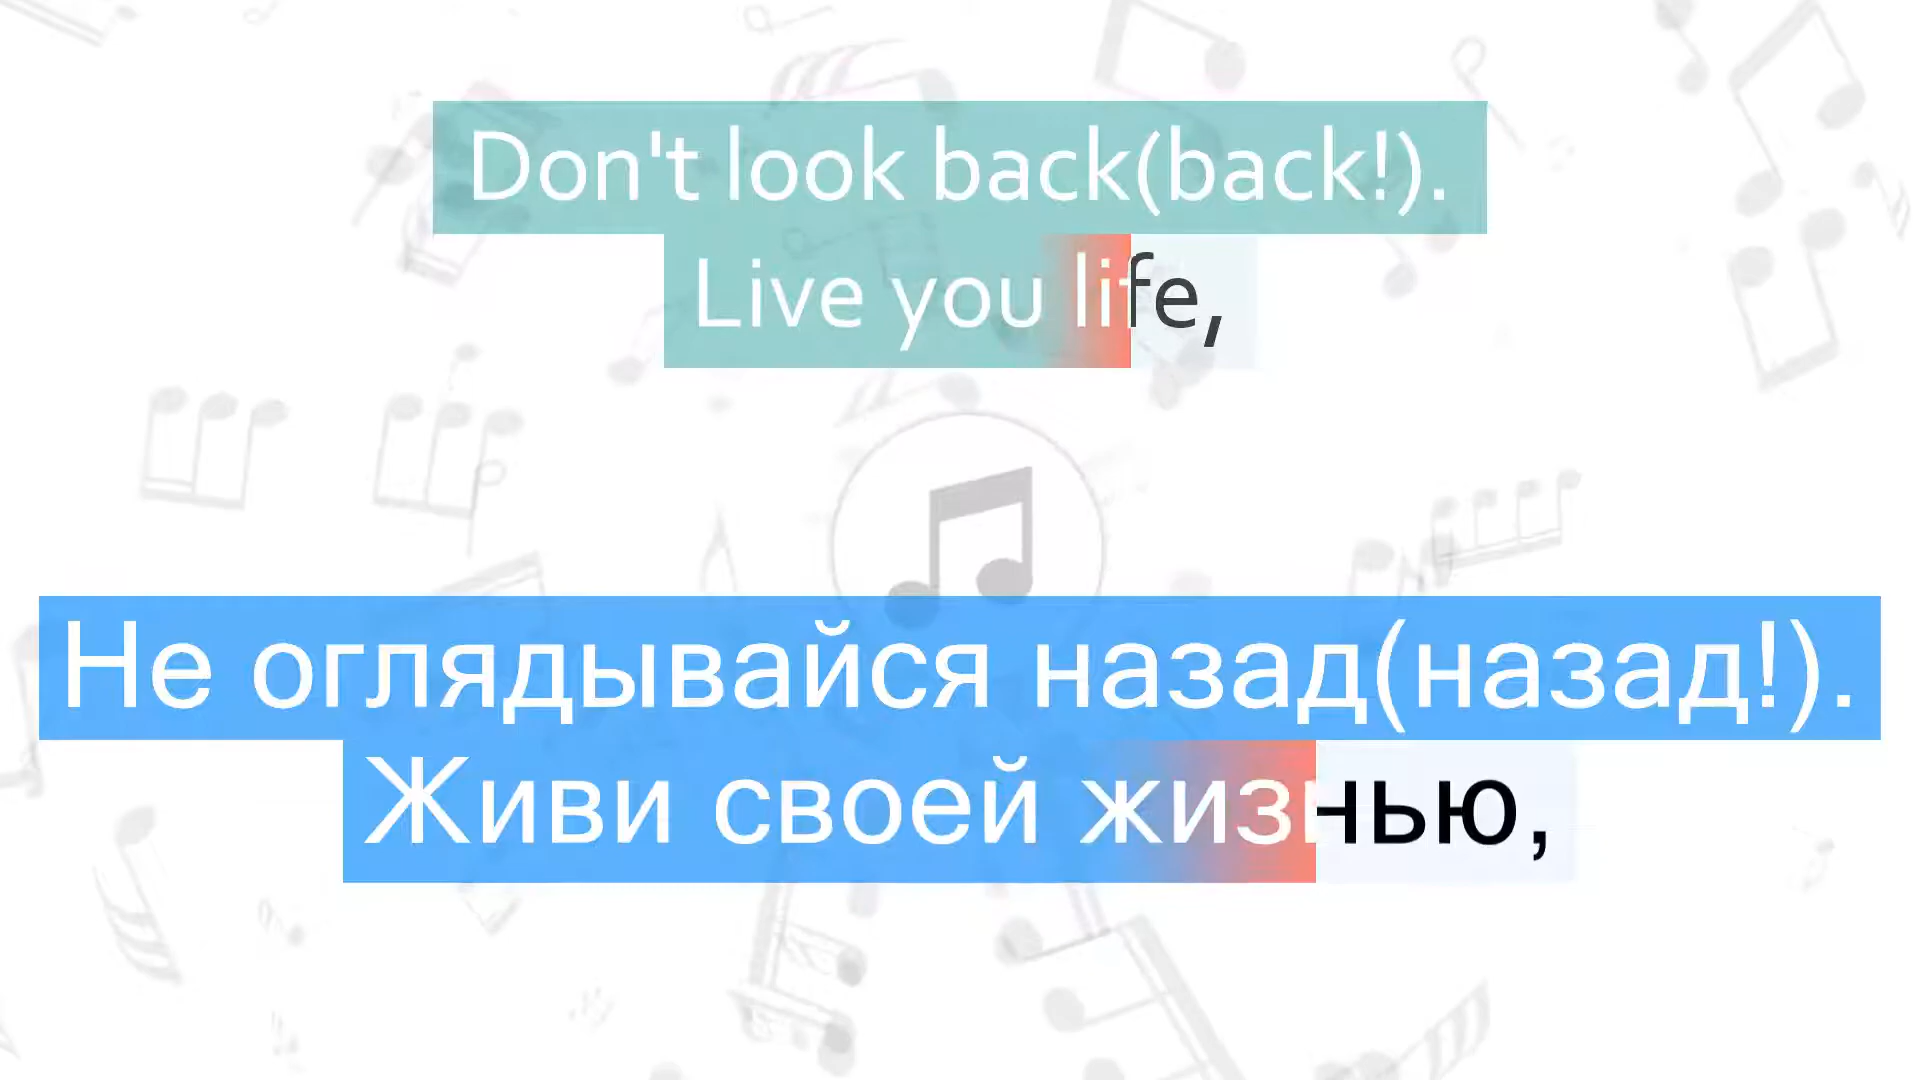 Don't look back(back!).
Live you life,
Не оглядывайся назад(назад!).
Живи своей жизнью,